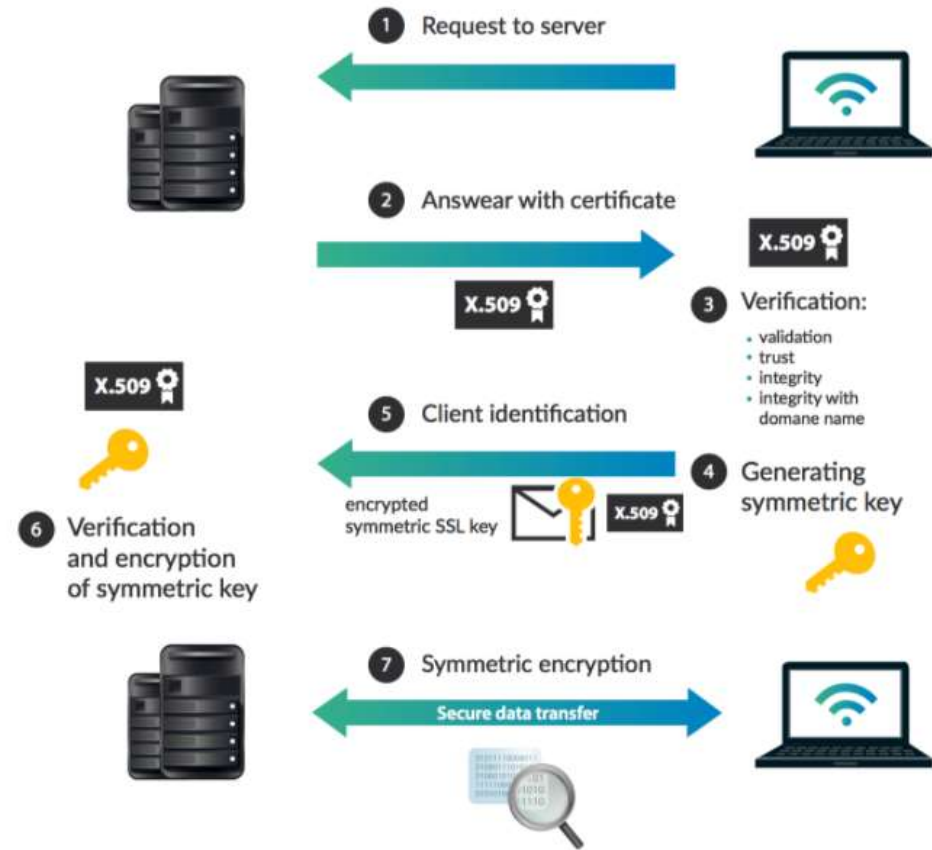 1 Request to server
2 Answear with certificate
X.509
X.509
3 Verification:
• validation
• trust
• integrity
• integrity with
domane name
X.509
5 Client identification
encrypted
symmetric SSL key
X.509
4 Generating
symmetric key
6 Verification
and encryption
of symmetric key
7 Symmetric encryption
Secure data transfer